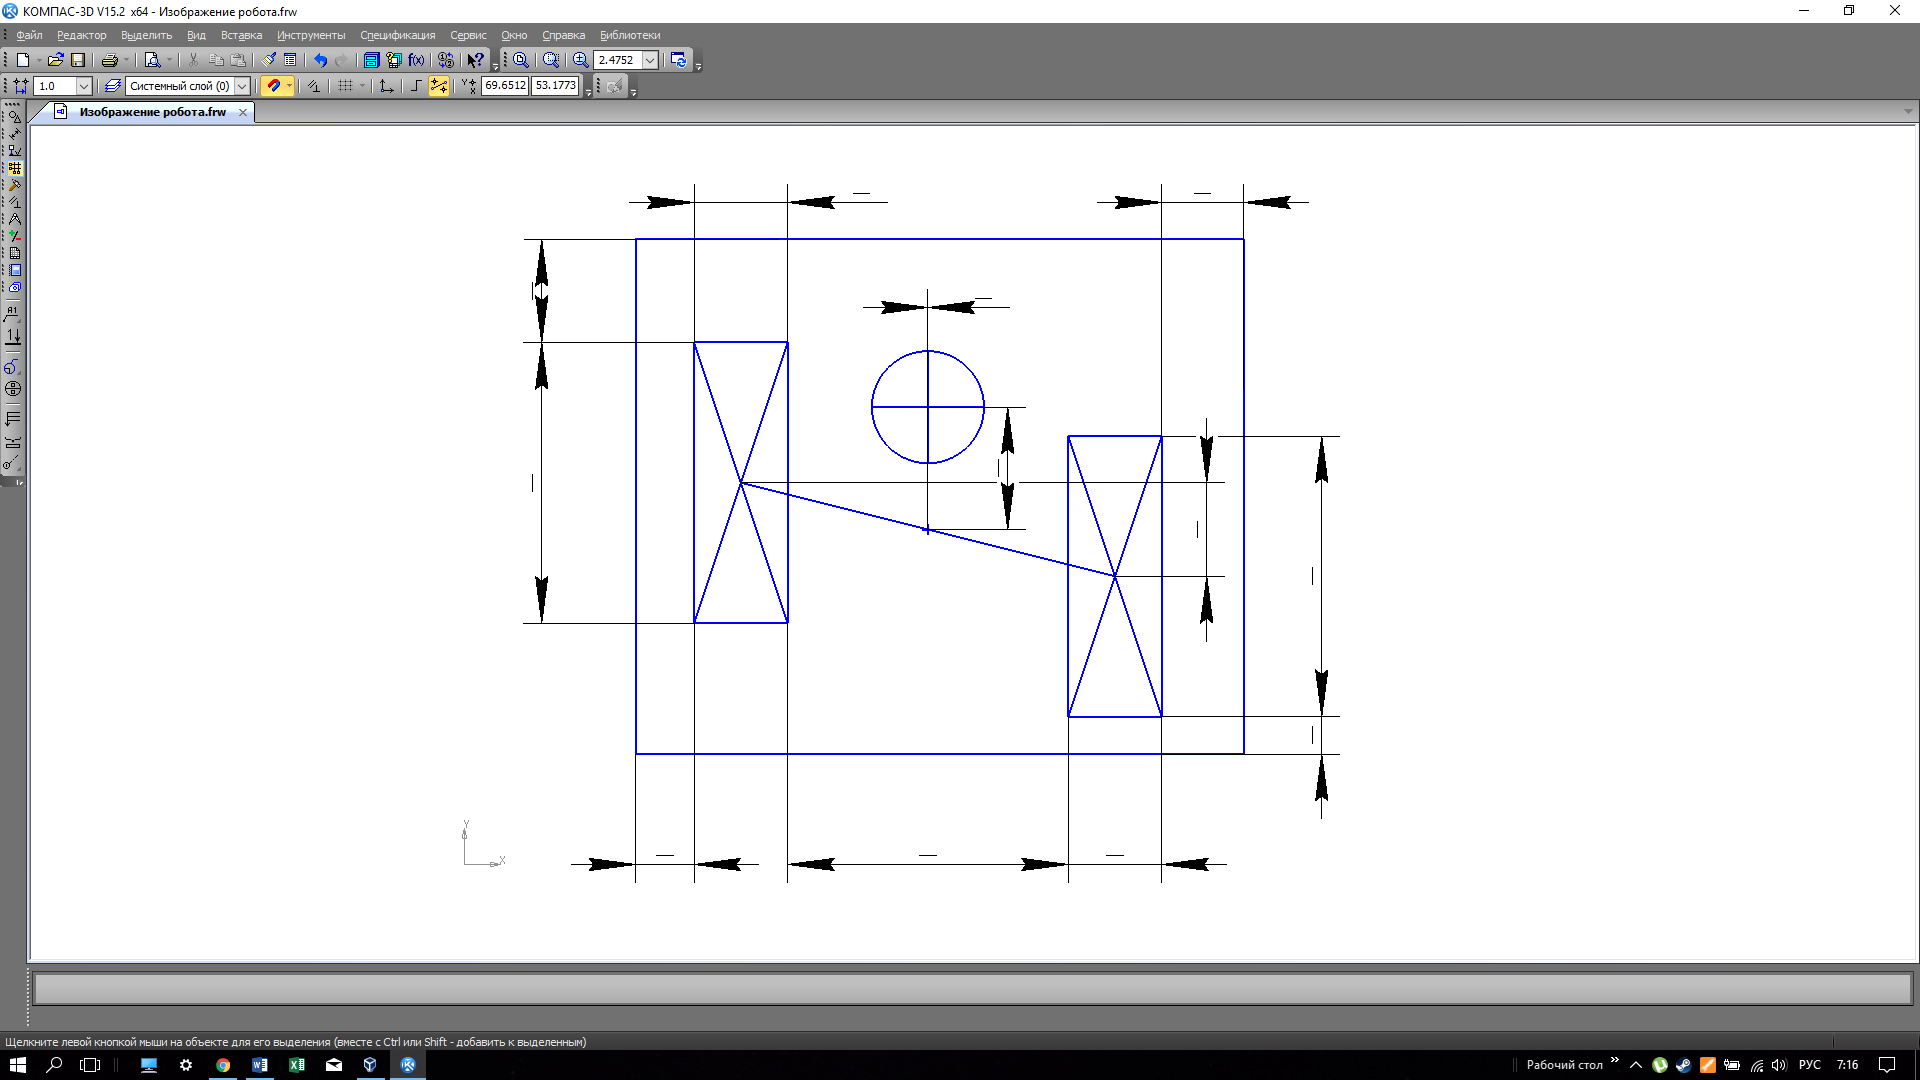 КОМПАС-3D V15.2 x64 - Изображение робота.frw
Файл Редактор Выделить Вид Вставка Инструменты Спецификация Сервис Окно Справка Библиотеки
f(x) 2.4752
1.0 Системный слой (0) 69.6512 53.1773
Изображение робота.frw
Y
X
Щелкните левой кнопкой мыши на объекте для его выделения (вместе с Ctrl или Shift - добавить к выделенным)
Рабочий стол РУС 7:16